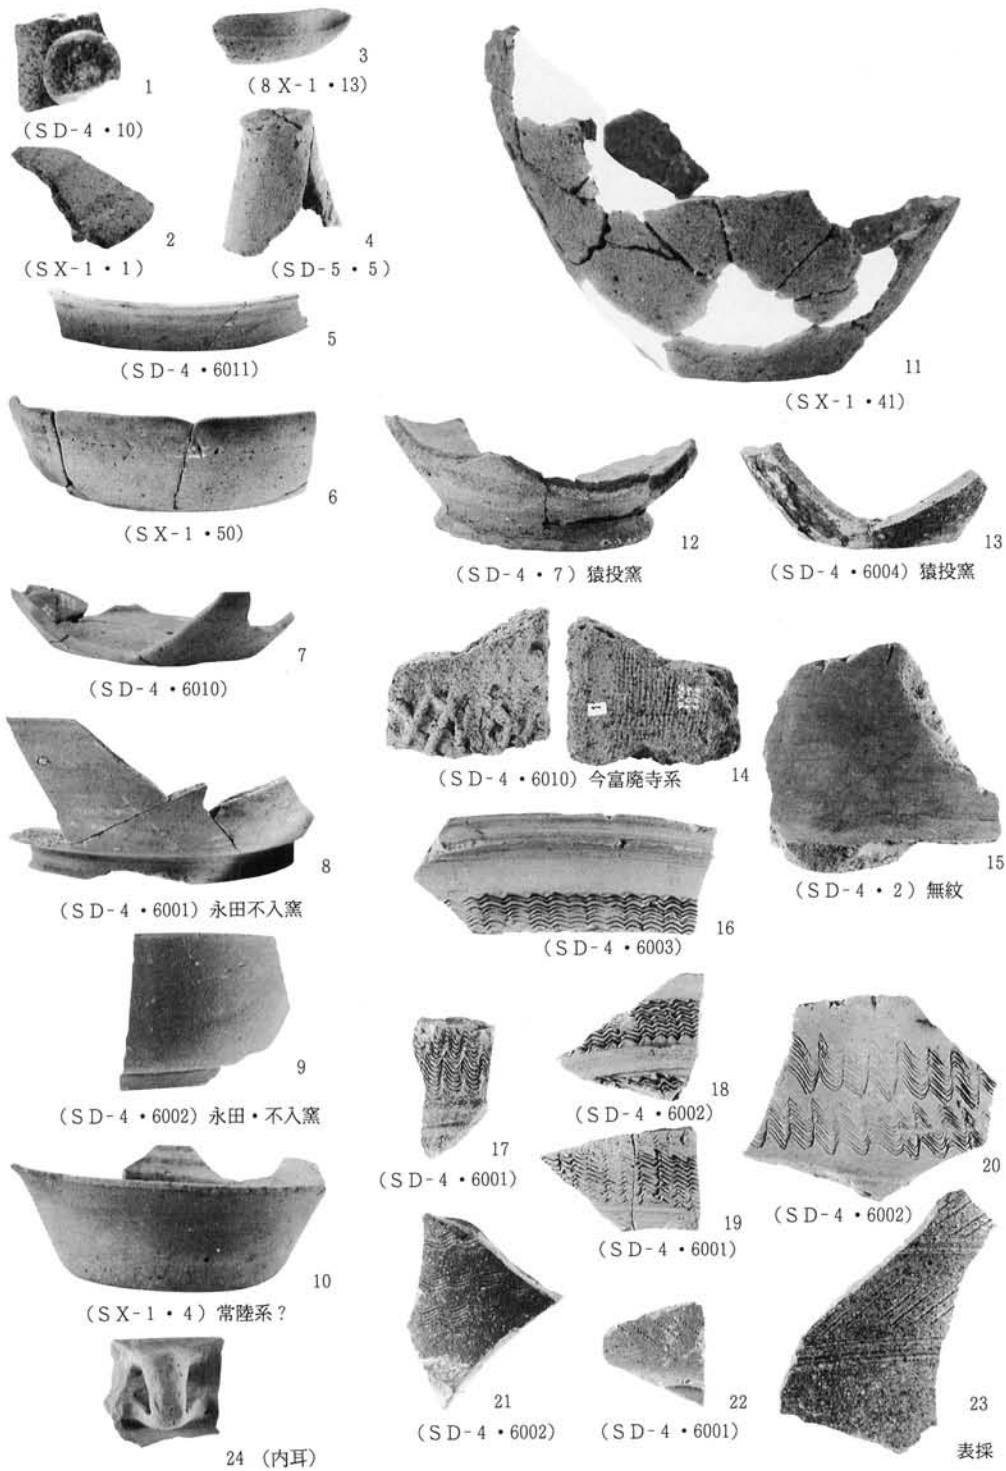 1
(SD-4・10)
2
(SX-1・1)
3
(8X-1・13)
4
(SD-5・5)
5
(SD-4・6011)
6
(SX-1・50)
7
(SD-4・6010)
8
(SD-4・6001) 永田不入窯
9
(SD-4・6002) 永田・不入窯
10
(SX-1・4) 常陸系?
24 (内耳)
11
(SX-1・41)
12
(SD-4・7) 猿投窯
13
(SD-4・6004) 猿投窯
1
14
(SD-4・6010) 今富廃寺系
15
(SD-4・2) 無紋
16
(SD-4・6003)
17
(SD-4・6001)
18
(SD-4・6002)
19
(SD-4・6001)
20
(SD-4・6002)
21
(SD-4・6002)
22
(SD-4・6001)
23
表採